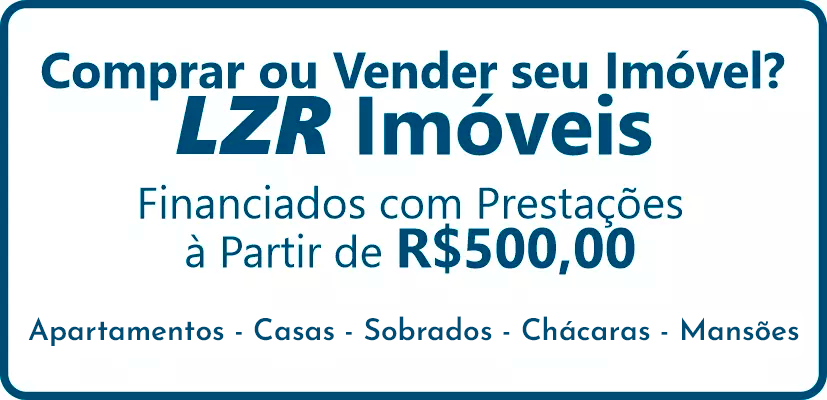 Comprar ou Vender seu Imóvel?
LZR Imóveis
Financiados com Prestações
à Partir de R$500,00
Apartamentos - Casas - Sobrados - Chácaras - Mansões